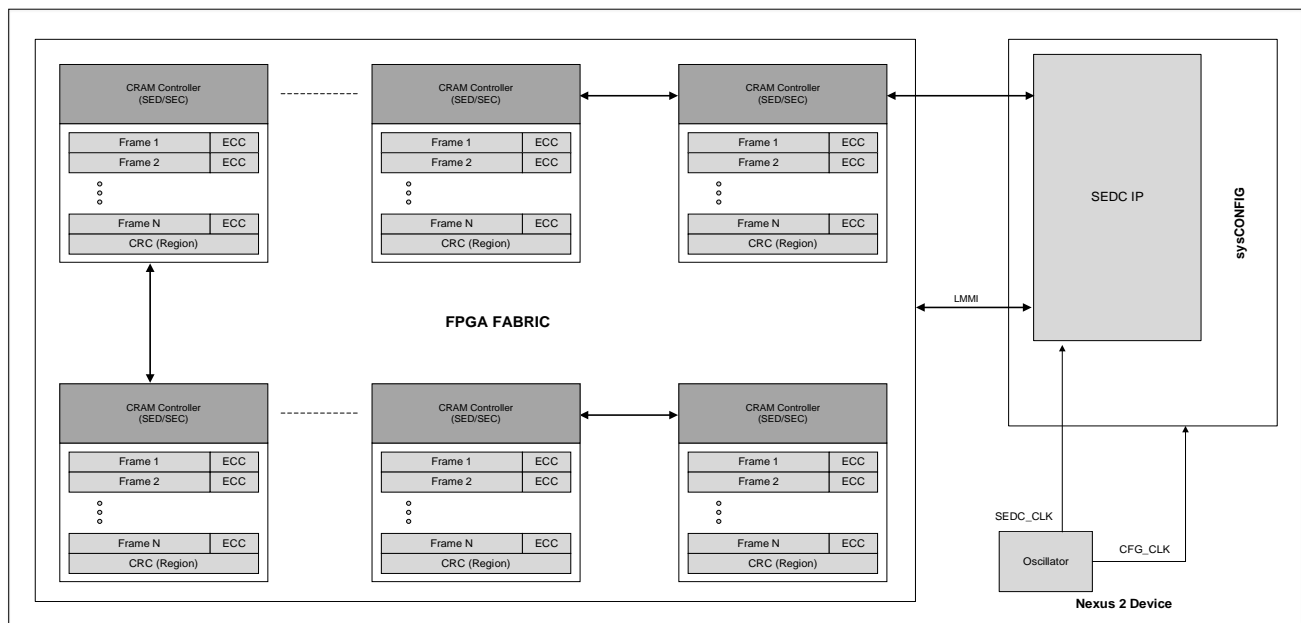 CRAM Controller
(SED/SEC)
Frame 1 ECC
Frame 2 ECC
Frame N ECC
CRC (Region)
CRAM Controller
(SED/SEC)
Frame 1 ECC
Frame 2 ECC
Frame N ECC
CRC (Region)
CRAM Controller
(SED/SEC)
Frame 1 ECC
Frame 2 ECC
Frame N ECC
CRC (Region)
SEDC IP
sysCONFIG
LMMI
FPGA FABRIC
CRAM Controller
(SED/SEC)
Frame 1 ECC
Frame 2 ECC
Frame N ECC
CRC (Region)
CRAM Controller
(SED/SEC)
Frame 1 ECC
Frame 2 ECC
Frame N ECC
CRC (Region)
CRAM Controller
(SED/SEC)
Frame 1 ECC
Frame 2 ECC
Frame N ECC
CRC (Region)
SEDC_CLK
CFG_CLK
Oscillator
Nexus 2 Device